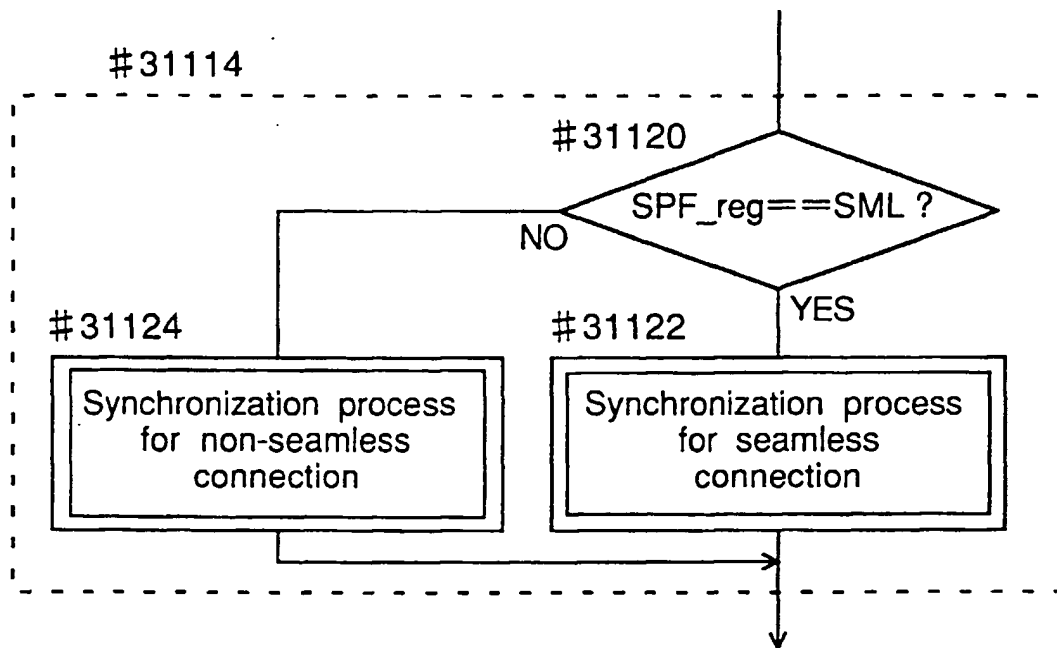 #31114
#31120
SPF_reg==SML ?
NO
YES
#31124
Synchronization process
for non-seamless
connection
#31122
Synchronization process
for seamless
connection